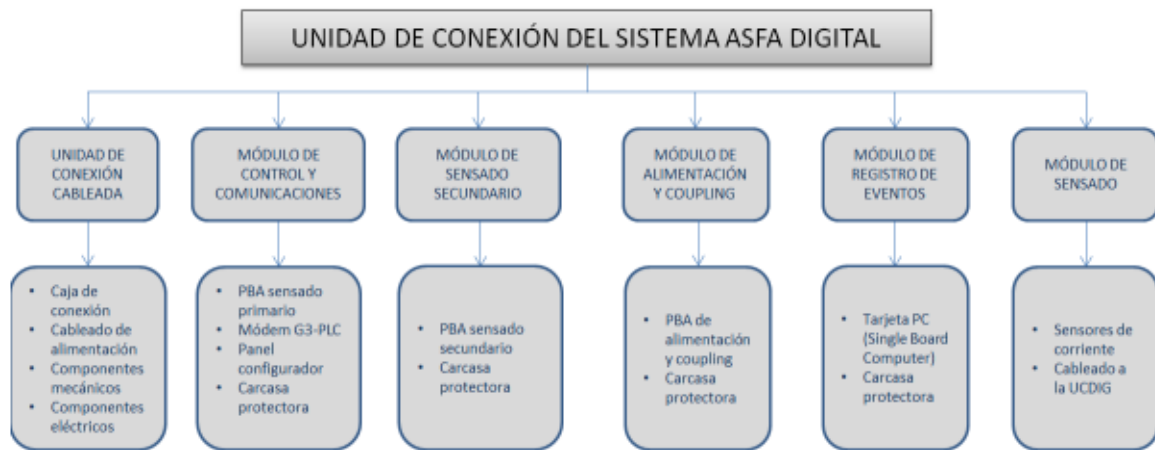 UNIDAD DE CONEXIÓN DEL SISTEMA ASFA DIGITAL
UNIDAD DE
CONEXIÓN
CABLEADA
MÓDULO DE
CONTROL Y
COMUNICACIONES
MÓDULO DE
SENSADO
SECUNDARIO
MÓDULO DE
ALIMENTACIÓN
Y COUPLING
MÓDULO DE
REGISTRO DE
EVENTOS
MÓDULO DE
SENSADO
• Caja de
conexión
• Cableado de
alimentación
• Componentes
mecánicos
• Componentes
eléctricos
• PBA sensado
primario
• Módem G3-PLC
• Panel
configurador
• Carcasa
protectora
• PBA sensado
secundario
• Carcasa
protectora
• PBA de
alimentación
y coupling
• Carcasa
protectora
• Tarjeta PC
(Single Board
Computer)
• Carcasa
protectora
• Sensores de
corriente
• Cableado a
la UCDIG